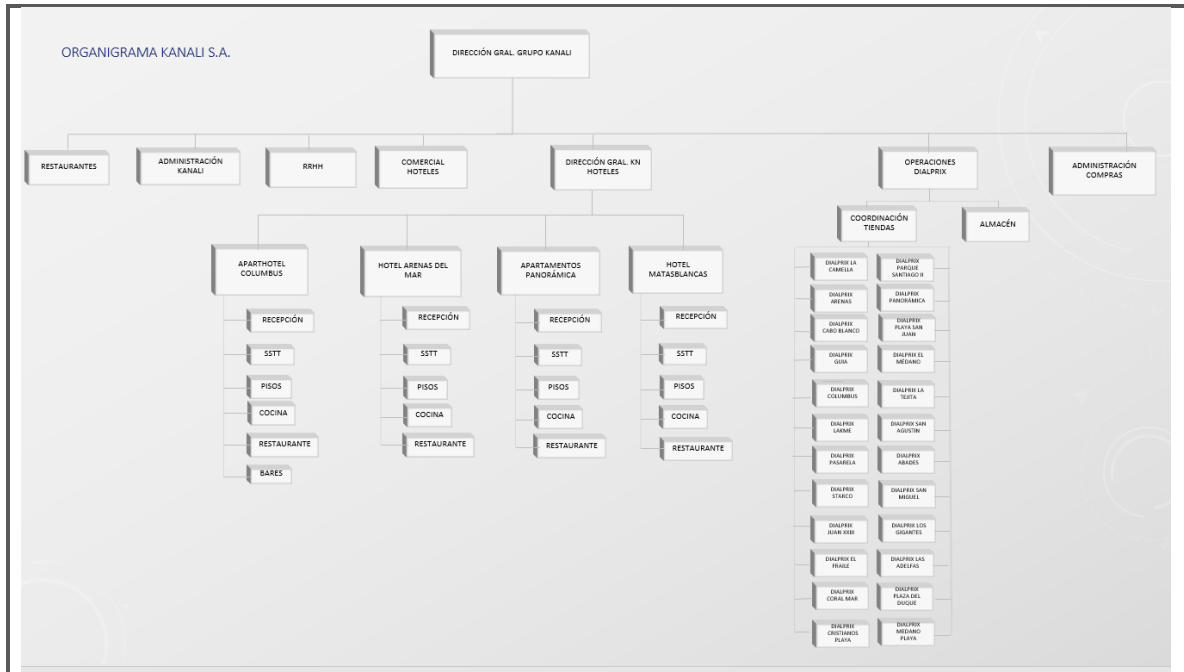 ORGANIGRAMA KANALI S.A.
DIRECCIÓN GRAL. GRUPO KANALI
RESTAURANTES
ADMINISTRACIÓN
KANALI
RRHH
COMERCIAL
HOTELES
DIRECCIÓN GRAL. KN
HOTELES
OPERACIONES
DIALPRIX
ADMINISTRACIÓN
COMPRAS
COORDINACIÓN
TIENDAS
ALMACÉN
APARTHOTEL
COLUMBUS
RECEPCIÓN
SSTT
PISOS
COCINA
RESTAURANTE
BARES
HOTEL ARENAS DEL
MAR
RECEPCIÓN
SSTT
PISOS
COCINA
RESTAURANTE
APARTAMENTOS
PANORÁMICA
RECEPCIÓN
SSTT
PISOS
COCINA
RESTAURANTE
HOTEL
MATASBLANCAS
RECEPCIÓN
SSTT
PISOS
COCINA
RESTAURANTE
DIALPRIX LA
CAMELLA
DIALPRIX
ARENAS
DIALPRIX
CABO BLANCO
DIALPRIX
GUIA
DIALPRIX
COLUMBUS
DIALPRIX
LAKME
DIALPRIX
PASARELA
DIALPRIX
STARCO
DIALPRIX
JUAN XXIII
DIALPRIX EL
FRAILE
DIALPRIX
CORAL MAR
DIALPRIX
CRISTIANOS
PLAYA
DIALPRIX
PARQUE
SANTIAGO II
DIALPRIX
PANORÁMICA
DIALPRIX
PLAYA SAN
JUAN
DIALPRIX EL
MÉDANO
DIALPRIX LA
TEJITA
DIALPRIX SAN
AGUSTIN
DIALPRIX
ABADES
DIALPRIX SAN
MIGUEL
DIALPRIX LOS
GIGANTES
DIALPRIX LAS
ADELFAS
DIALPRIX
PLAZA DEL
DUQUE
DIALPRIX
MEDANO
PLAYA